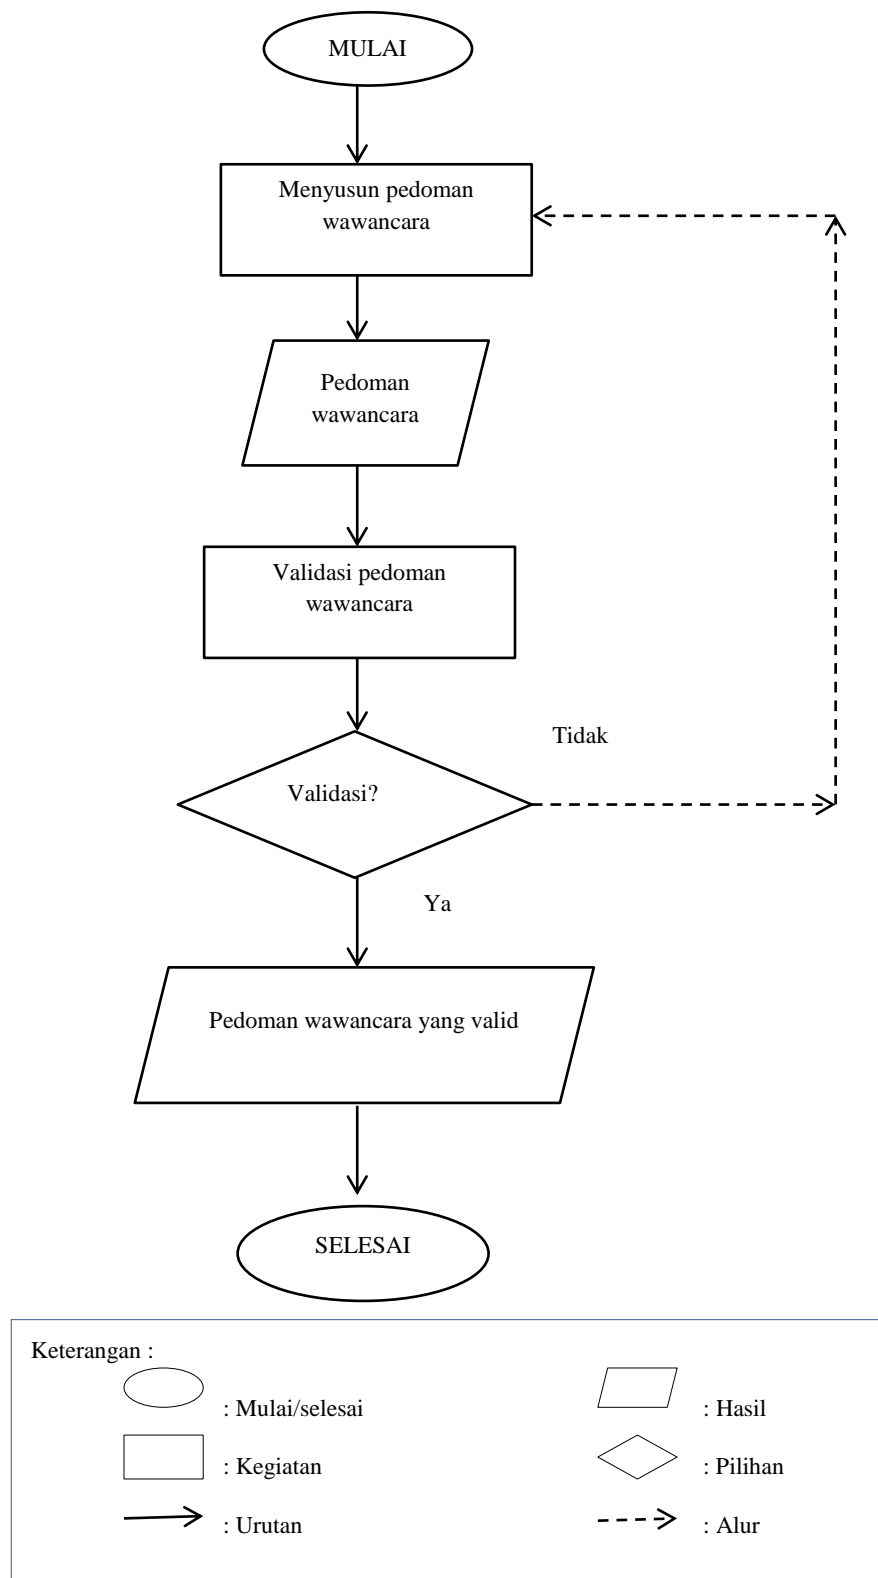 MULAI
Menyusun pedoman
wawancara
Pedoman
wawancara
Validasi pedoman
wawancara
Tidak
Validasi?
Ya
Pedoman wawancara yang valid
SELESAI
Keterangan :
: Mulai/selesai
: Hasil
: Kegiatan
: Pilihan
: Urutan
: Alur